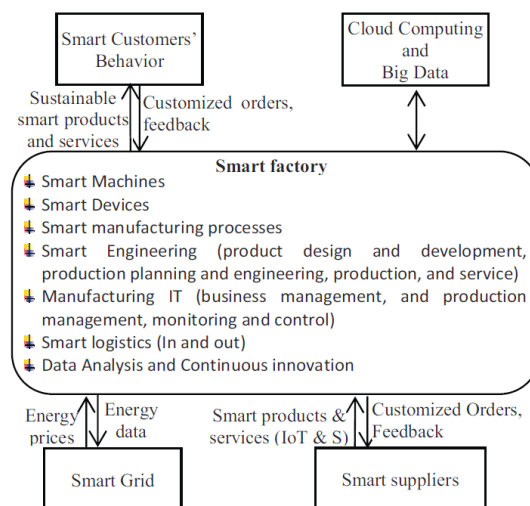 Smart Customers’
Behavior
Cloud Computing
and
Big Data
Sustainable
smart products
and services
Customized orders,
feedback
Smart factory
Smart Machines
Smart Devices
Smart manufacturing processes
Smart Engineering (product design and development,
production planning and engineering, production, and service)
Manufacturing IT (business management, and production
management, monitoring and control)
Smart logistics (In and out)
Data Analysis and Continuous innovation
Energy
prices
Energy
data
Smart products &
services (IoT & S)
Customized Orders,
Feedback
Smart Grid
Smart suppliers